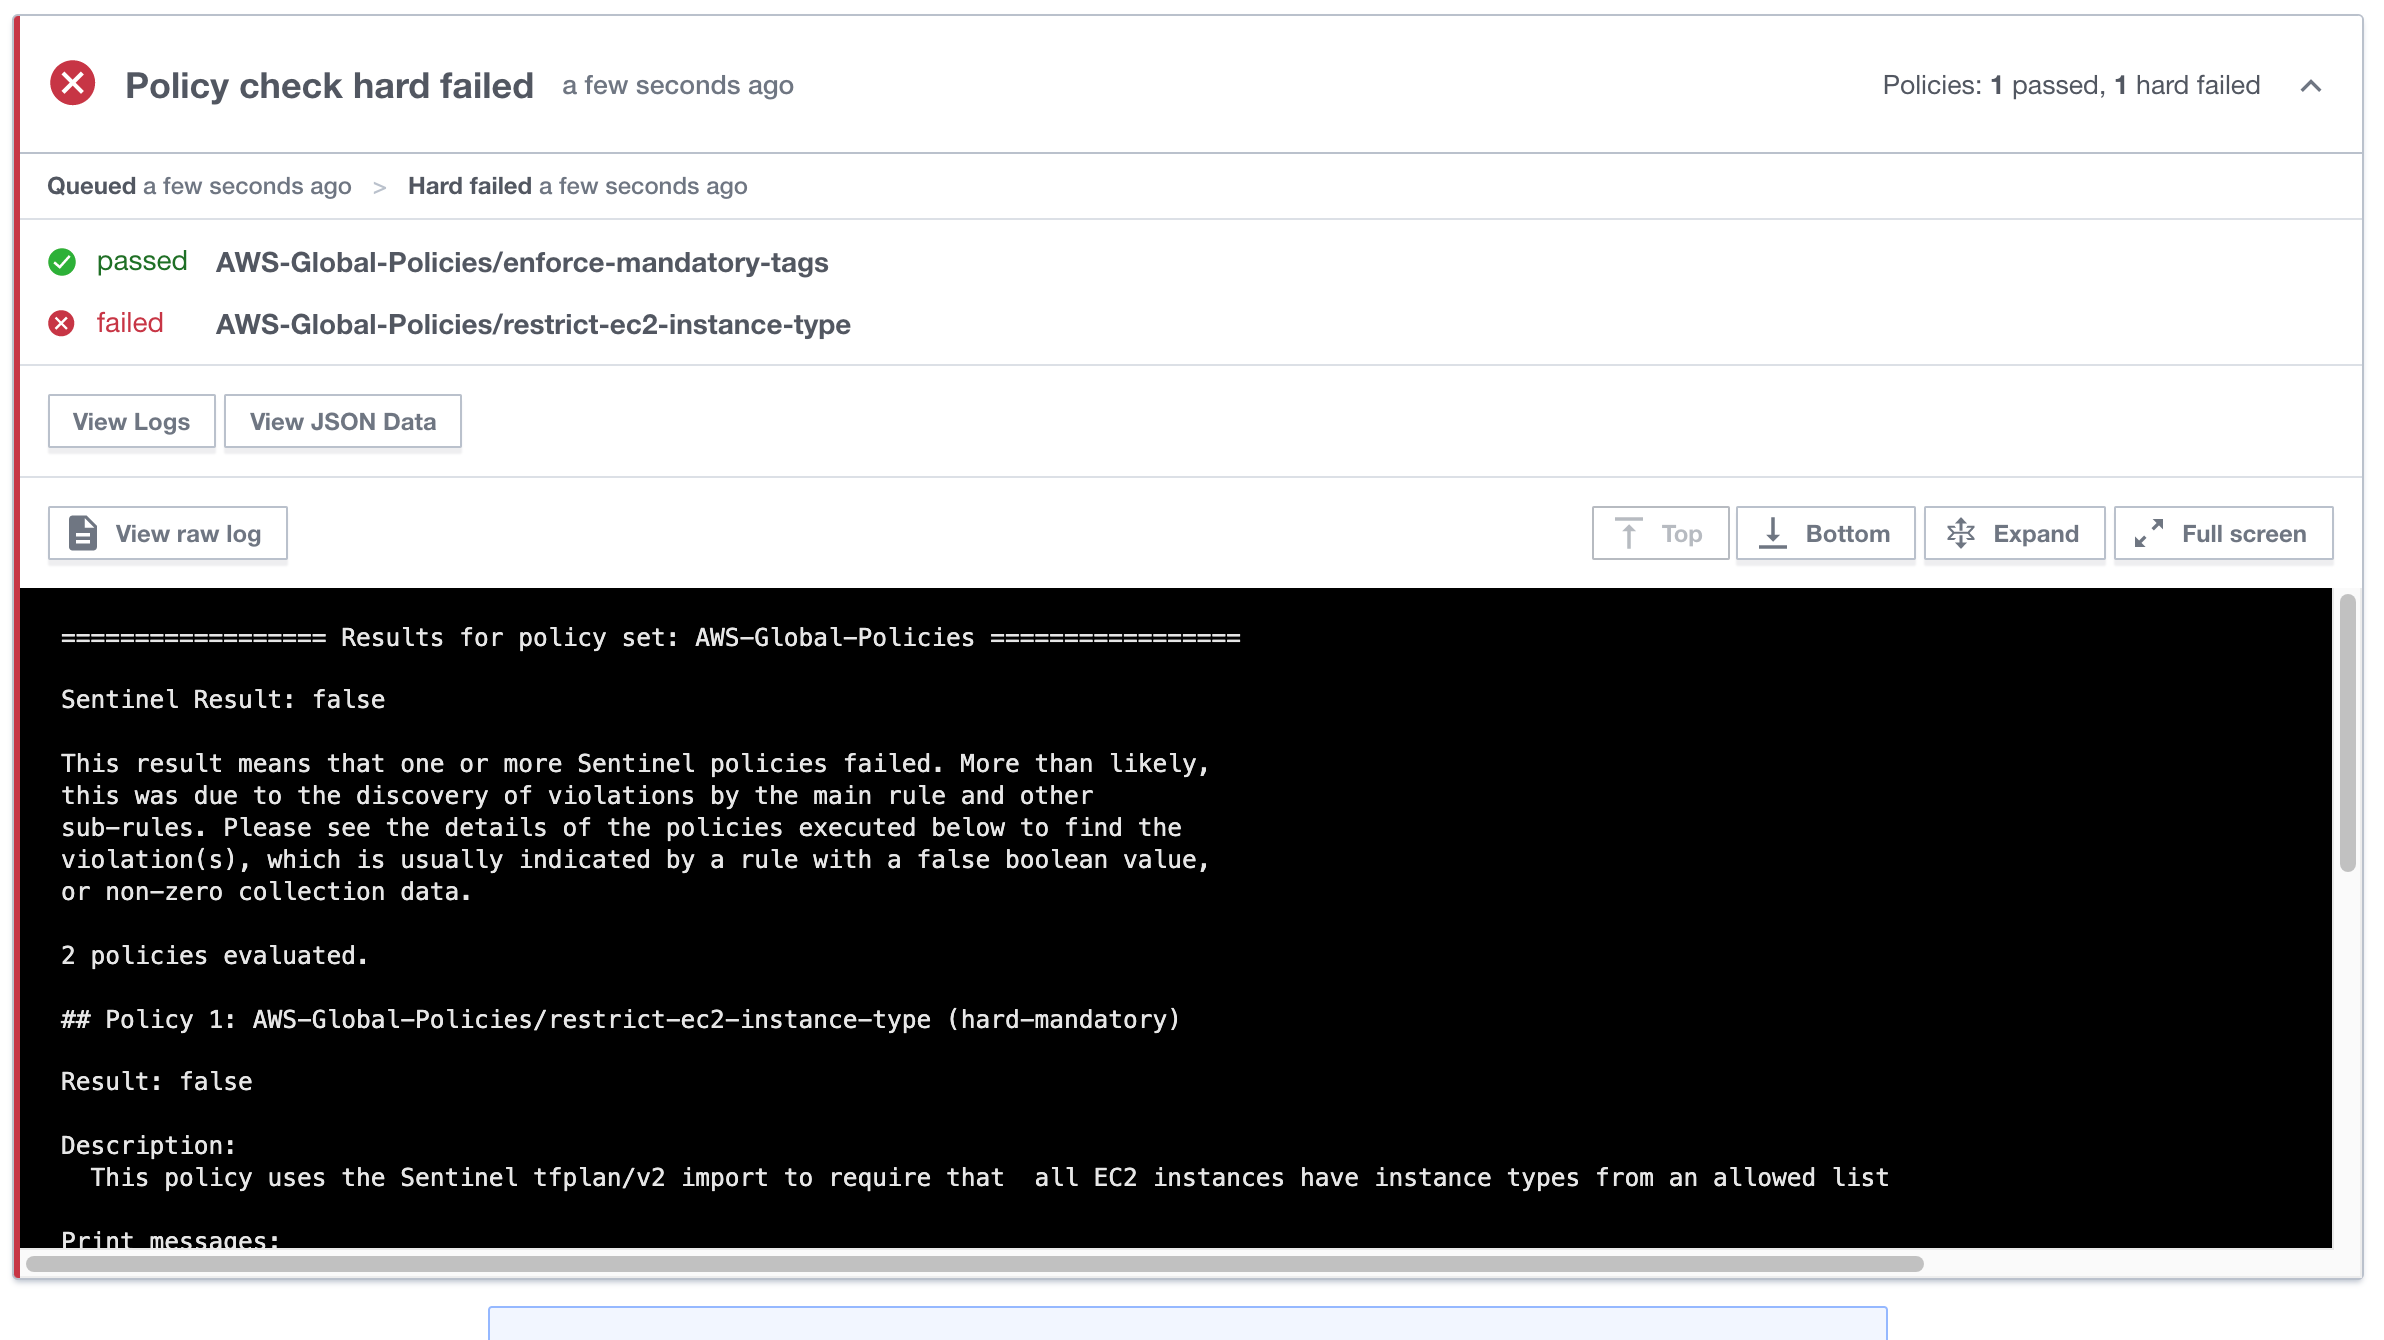 Policy check hard failed a few seconds ago Policies: 1 passed, 1 hard failed
Queued a few seconds ago > Hard failed a few seconds ago
passed AWS-Global-Policies/enforce-mandatory-tags
failed AWS-Global-Policies/restrict-ec2-instance-type
View Logs View JSON Data
View raw log Top Bottom Expand Full screen
================== Results for policy set: AWS-Global-Policies =================
Sentinel Result: false
This result means that one or more Sentinel policies failed. More than likely,
this was due to the discovery of violations by the main rule and other
sub-rules. Please see the details of the policies executed below to find the
violation(s), which is usually indicated by a rule with a false boolean value,
or non-zero collection data.
2 policies evaluated.
## Policy 1: AWS-Global-Policies/restrict-ec2-instance-type (hard-mandatory)
Result: false
Description:
  This policy uses the Sentinel tfplan/v2 import to require that  all EC2 instances have instance types from an allowed list
Print messages: